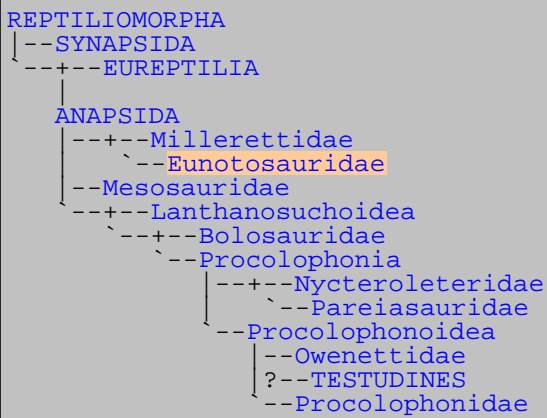 REPTILIOMORPHA
|--SYNAPSIDA
`--+--EUREPTILIA
   |
   ANAPSIDA
   |--+--Millerettidae
   |  `--Eunotosauridae
   |--Mesosauridae
   `--+--Lanthanosuchoidea
      `--+--Bolosauridae
         `--Procolophonia
            |--+--Nycteroleteridae
            |  `--Pareiasauridae
            `--Procolophonoidea
               |--Owenettidae
               |?--TESTUDINES
               `--Procolophonidae